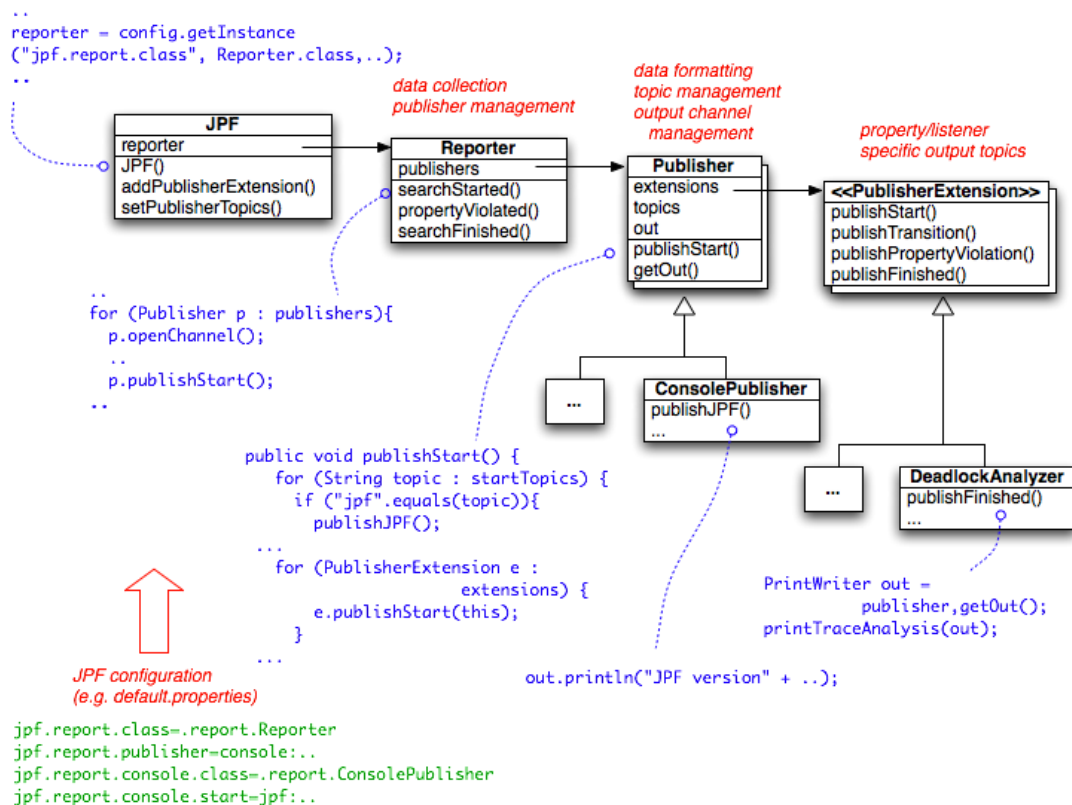 ..
reporter = config.getInstance
("jpf.report.class", Reporter.class,..);
..
data collection
publisher management
data formatting
topic management
output channel
management
property/listener
specific output topics
JPF
reporter
JPF()
addPublisherExtension()
setPublisherTopics()
Reporter
publishers
searchStarted()
propertyViolated()
searchFinished()
Publisher
extensions
topics
out
publishStart()
getOut()
<<PublisherExtension>>
publishStart()
publishTransition()
publishPropertyViolation()
publishFinished()
..
for (Publisher p : publishers){
p.openChannel();
..
p.publishStart();
..
...
ConsolePublisher
publishJPF()
...
...
DeadlockAnalyzer
publishFinished()
...
public void publishStart() {
for (String topic : startTopics) {
if ("jpf".equals(topic)){
publishJPF();
...
for (PublisherExtension e :
extensions) {
e.publishStart(this);
}
...
PrintWriter out =
publisher,getOut();
printTraceAnalysis(out);
out.println("JPF version" + ..);
JPF configuration
(e.g. default.properties)
jpf.report.class=.report.Reporter
jpf.report.publisher=console:..
jpf.report.console.class=.report.ConsolePublisher
jpf.report.console.start=jpf:..